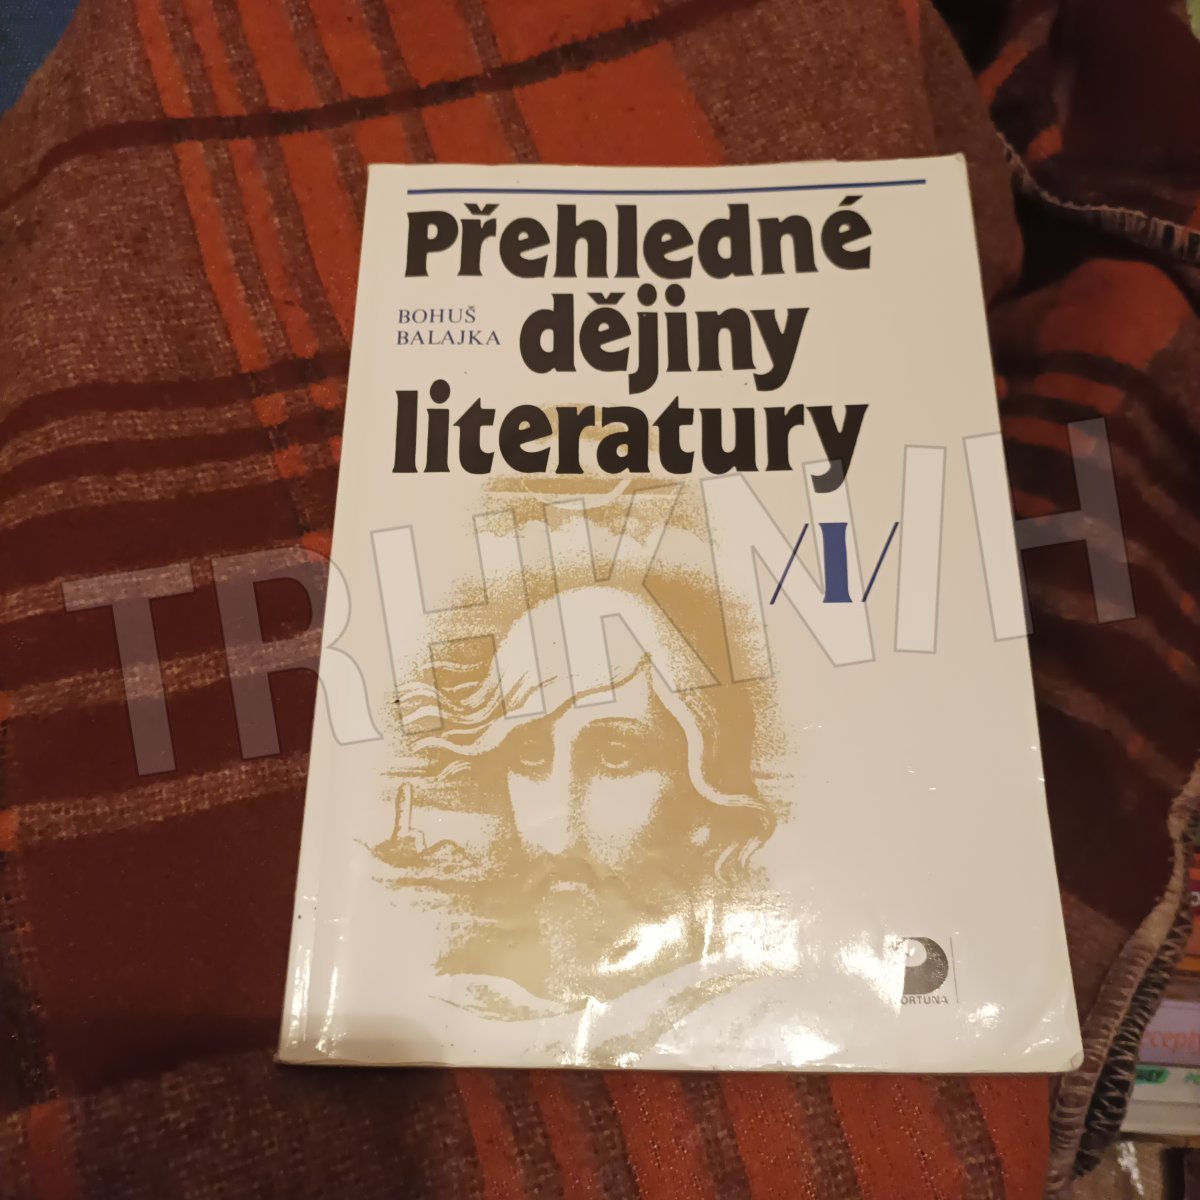 Přehledné
BOHUŠ
BALAJKA
dějiny
literatury
/I/
TRHKNIH
FORTUNA